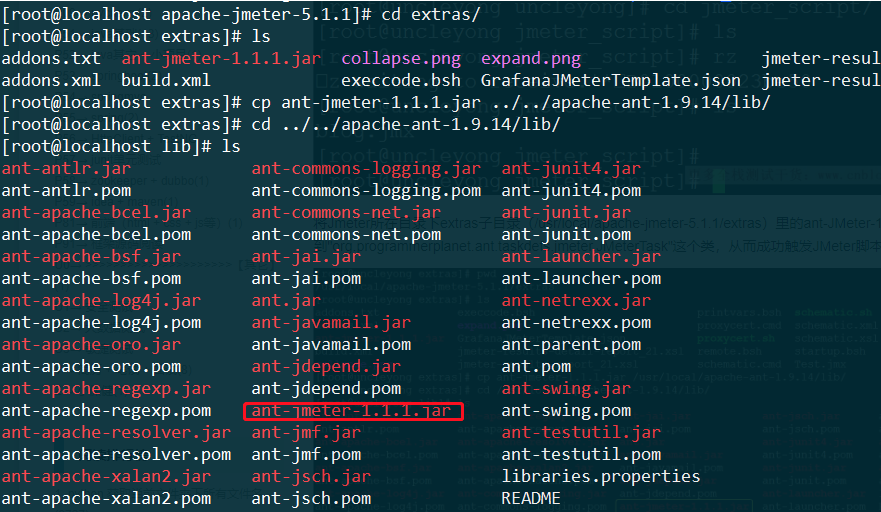 [root@localhost apache-jmeter-5.1.1]# cd extras/
[root@localhost extras]# ls
addons.txt ant-jmeter-1.1.1.jar collapse.png expand.png jmeter-resul
addons.xml build.xml execcode.bsh GrafanaJMeterTemplate.json jmeter-resul
[root@localhost extras]# cp ant-jmeter-1.1.1.jar ../../apache-ant-1.9.14/lib/
[root@localhost extras]# cd ../../apache-ant-1.9.14/lib/
[root@localhost lib]# ls
ant-antlr.jar ant-commons-logging.jar ant-junit4.jar
ant-antlr.pom ant-commons-logging.pom ant-junit4.pom
ant-apache-bcel.jar ant-commons-net.jar ant-junit.jar
ant-apache-bcel.pom ant-commons-net.pom ant-junit.pom
ant-apache-bsf.jar ant-jai.jar ant-launcher.jar
ant-apache-bsf.pom ant-jai.pom ant-launcher.pom
ant-apache-log4j.jar ant.jar ant-netrexx.jar
ant-apache-log4j.pom ant-javamail.jar ant-netrexx.pom
ant-apache-oro.jar ant-javamail.pom ant-parent.pom
ant-apache-oro.pom ant-jdepend.jar ant.pom
ant-apache-regexp.jar ant-jdepend.pom ant-swing.jar
ant-apache-regexp.pom ant-jmeter-1.1.1.jar ant-swing.pom
ant-apache-resolver.jar ant-jmf.jar ant-testutil.jar
ant-apache-resolver.pom ant-jmf.pom ant-testutil.pom
ant-apache-xalan2.jar ant-jsch.jar libraries.properties
ant-apache-xalan2.pom ant-jsch.pom README